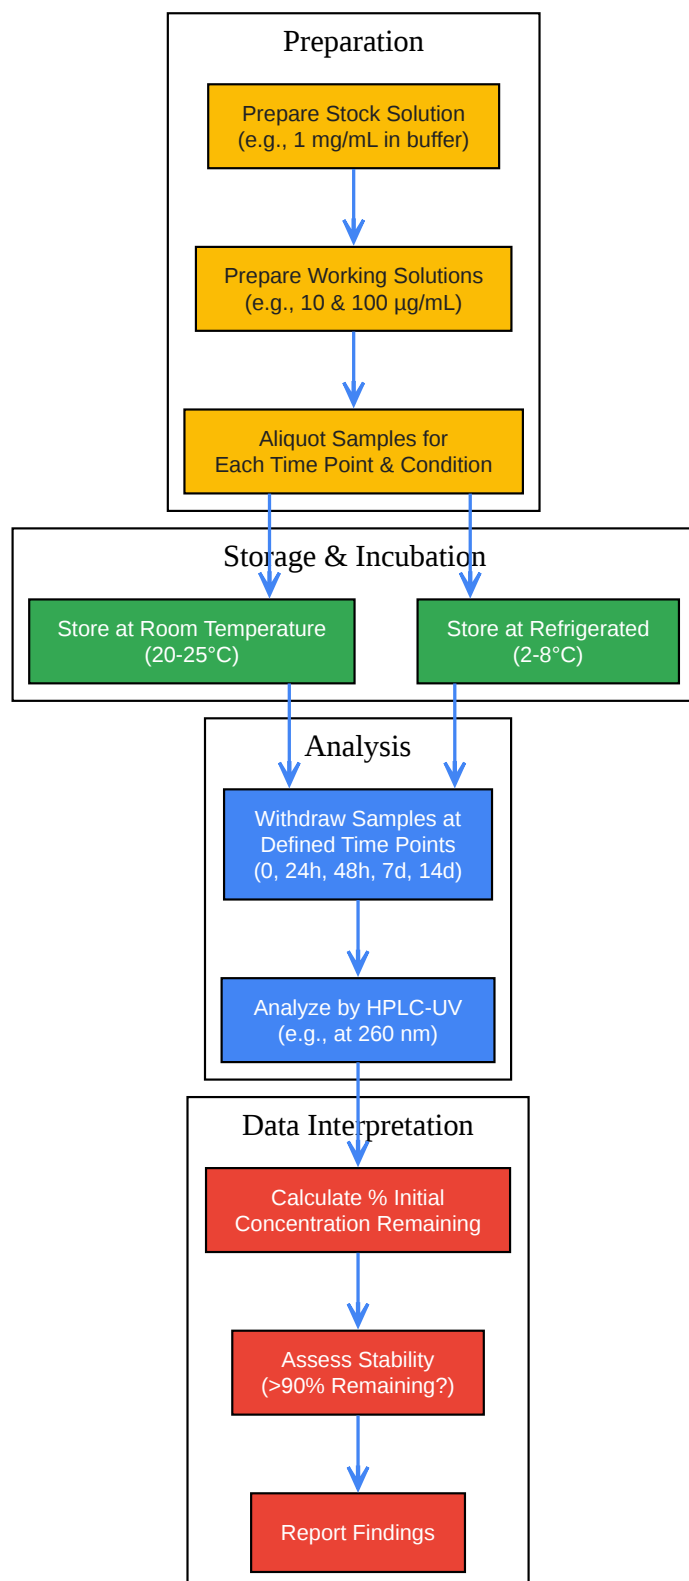 Preparation
Prepare Stock Solution
(e.g., 1 mg/mL in buffer)
Prepare Working Solutions
(e.g., 10 & 100 µg/mL)
Aliquot Samples for
Each Time Point & Condition
Storage & Incubation
Store at Room Temperature
(20-25°C)
Store at Refrigerated
(2-8°C)
Analysis
Withdraw Samples at
Defined Time Points
(0, 24h, 48h, 7d, 14d)
Analyze by HPLC-UV
(e.g., at 260 nm)
Data Interpretation
Calculate % Initial
Concentration Remaining
Assess Stability
(>90% Remaining?)
Report Findings